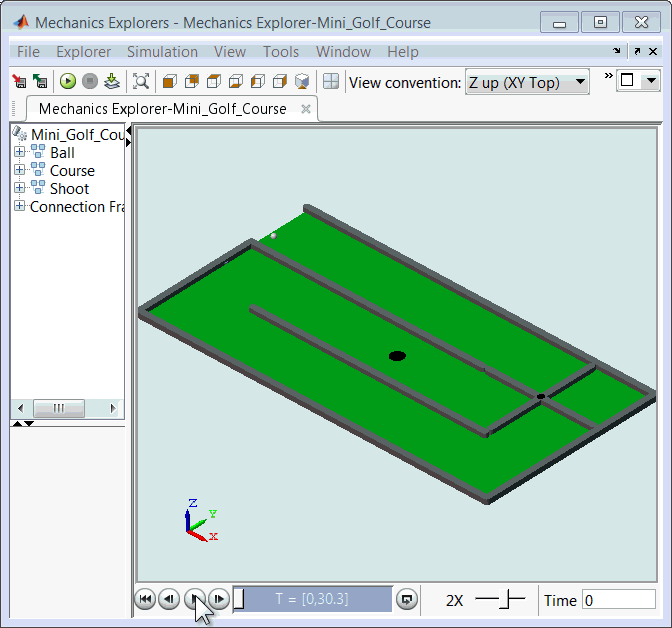 Mechanics Explorers - Mechanics Explorer-Mini_Golf_Course
File Explorer Simulation View Tools Window Help
View convention: Z up (XY Top) »
Mechanics Explorer-Mini_Golf_Course
Mini_Golf_Cou
Ball
Course
Shoot
Connection Fra
Z
Y
X
T = [0,30.3] 2X Time 0